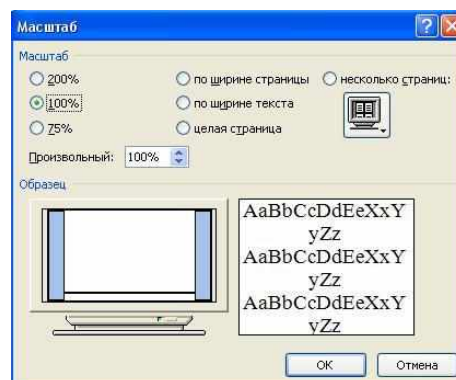 Масштаб
Масштаб
200% по ширине страницы несколько страниц:
100% по ширине текста
75% целая страница
Произвольный: 100%
Образец
AaBbCcDdEeXxY
yZz
AaBbCcDdEeXxY
yZz
AaBbCcDdEeXxY
yZz
ОК Отмена